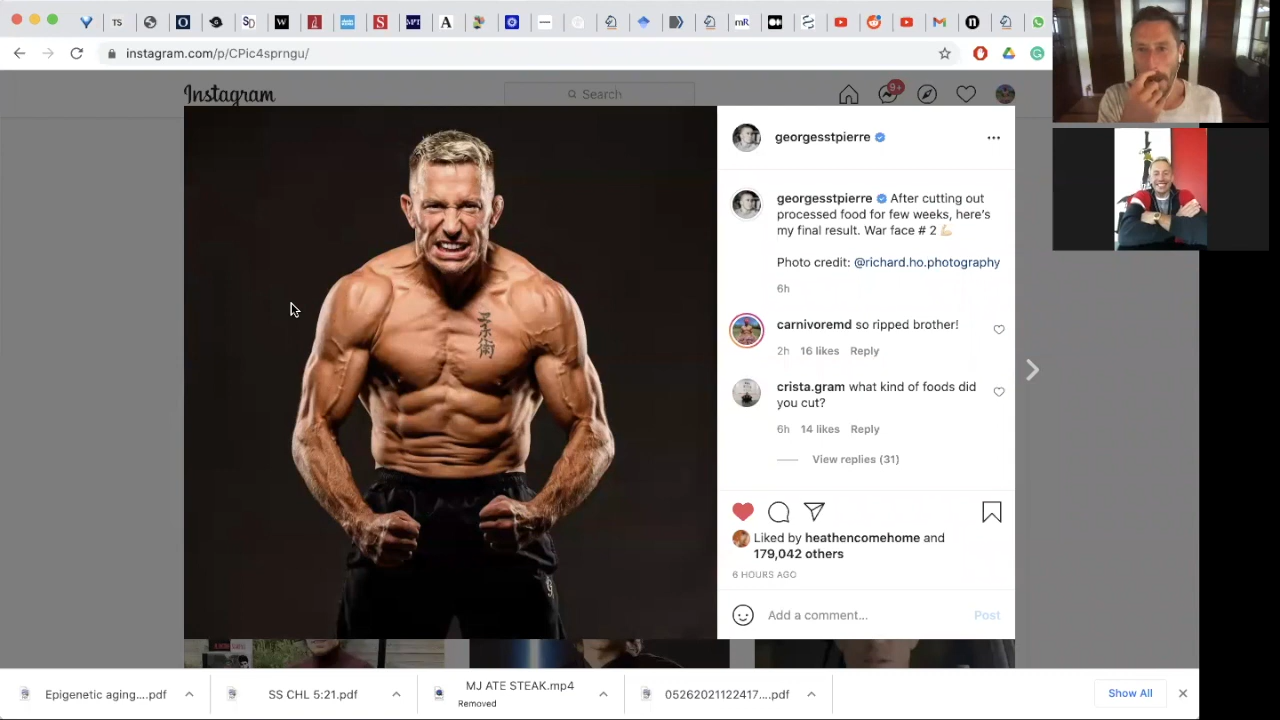 TS
instagram.com/p/CPic4sprngu/
Instagram
Search
9+
georgesstpierre
georgesstpierre After cutting out
processed food for few weeks, here's
my final result. War face # 2 💪🏼
Photo credit: @richard.ho.photography
6h
carnivoremd so ripped brother!
2h 16 likes Reply
crista.gram what kind of foods did
you cut?
6h 14 likes Reply
View replies (31)
Liked by heathencomehome and
179,042 others
6 HOURS AGO
Add a comment... Post
柔術
Epigenetic aging....pdf
SS CHL 5:21.pdf
MJ ATE STEAK.mp4
Removed
05262021122417....pdf
Show All